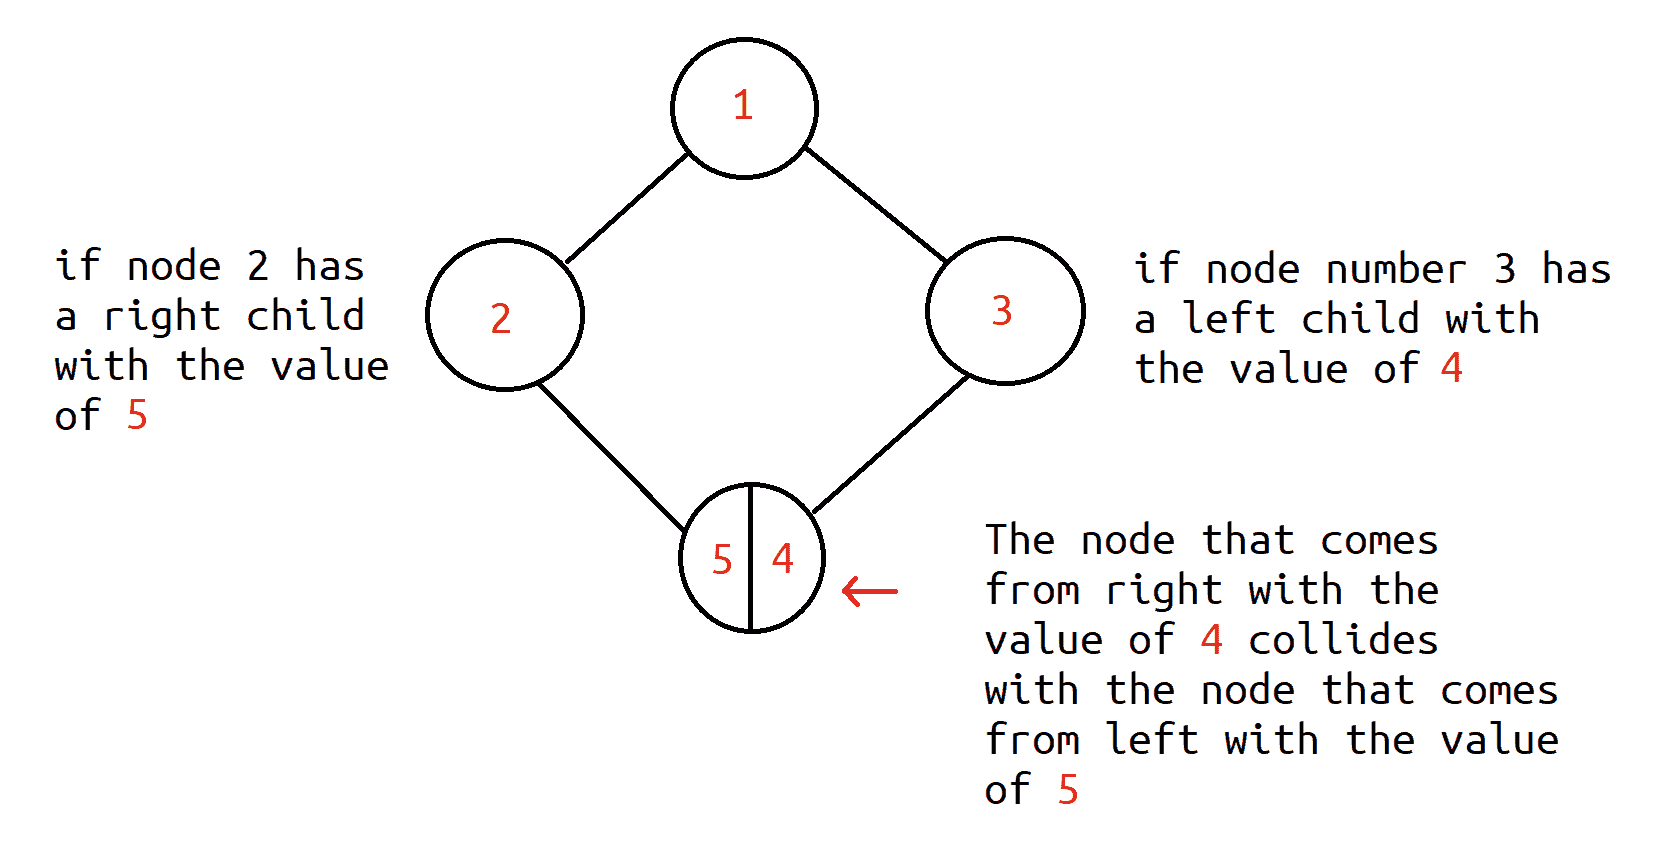 1
if node 2 has
a right child
with the value
of 5
2
3
if node number 3 has
a left child with
the value of 4
5 4
The node that comes
from right with the
value of 4 collides
with the node that comes
from left with the value
of 5